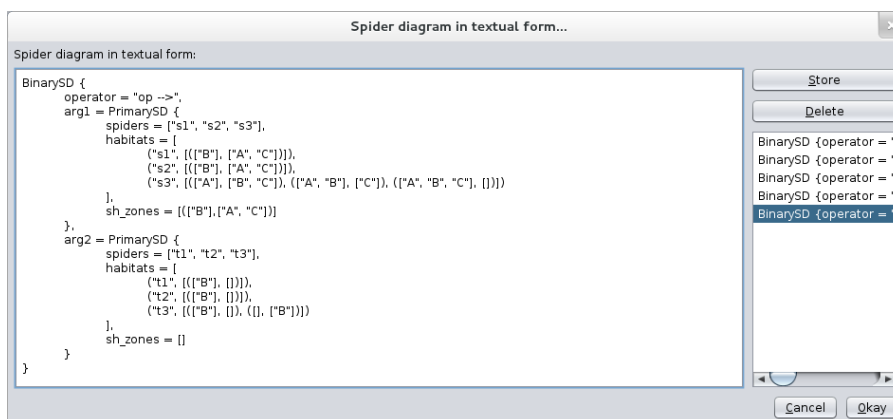 Spider diagram in textual form...
Spider diagram in textual form:
BinarySD {
operator = "op -->",
arg1 = PrimarySD {
spiders = ["s1", "s2", "s3"],
habitats = [
("s1", [(["B"], ["A", "C"])]),
("s2", [(["B"], ["A", "C"])]),
("s3", [(["A"], ["B", "C"]), (["A", "B"], ["C"]), (["A", "B", "C"], [])])
],
sh_zones = [(["B"],["A", "C"])]
},
arg2 = PrimarySD {
spiders = ["t1", "t2", "t3"],
habitats = [
("t1", [(["B"], [])]),
("t2", [(["B"], [])]),
("t3", [(["B"], []), ([], ["B"])])
],
sh_zones = []
}
}
Store
Delete
BinarySD {operator = "
BinarySD {operator = "
BinarySD {operator = "
BinarySD {operator = "
BinarySD {operator = "
Cancel
Okay